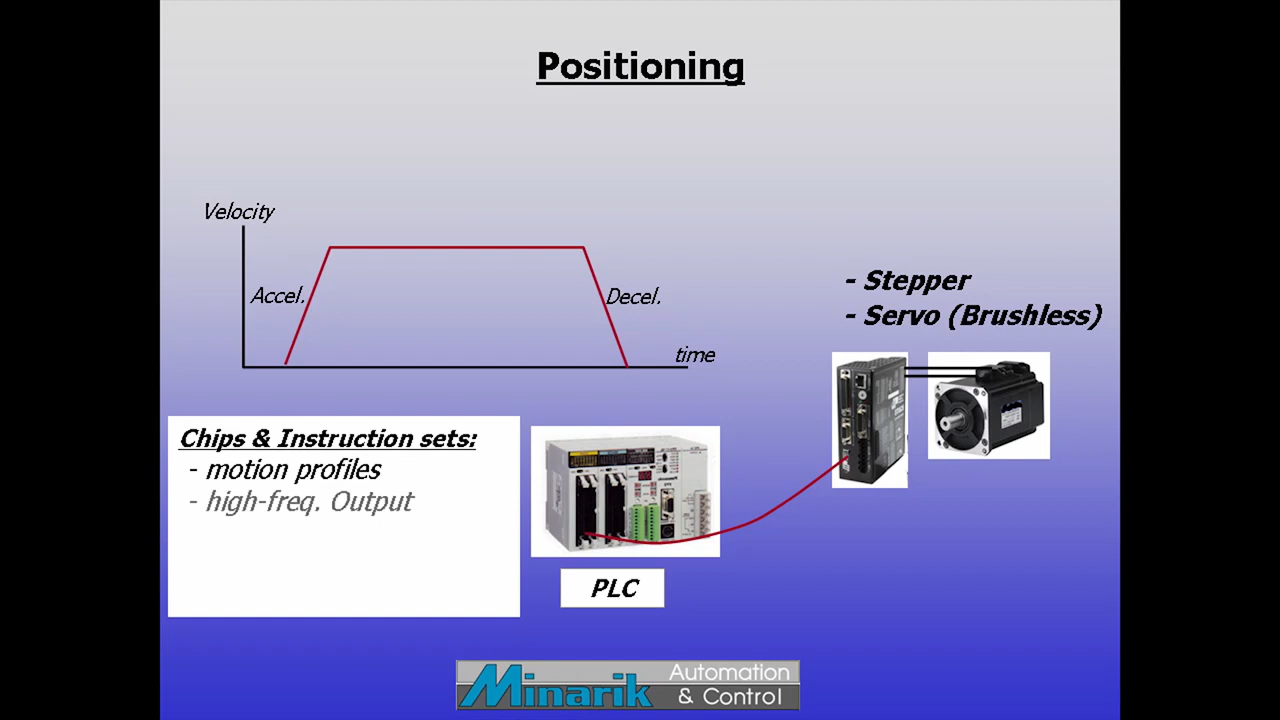 Positioning
Velocity
Accel.
Decel.
time
- Stepper
- Servo (Brushless)
Chips & Instruction sets:
- motion profiles
- high-freq. Output
PLC
Minarik Automation
& Control